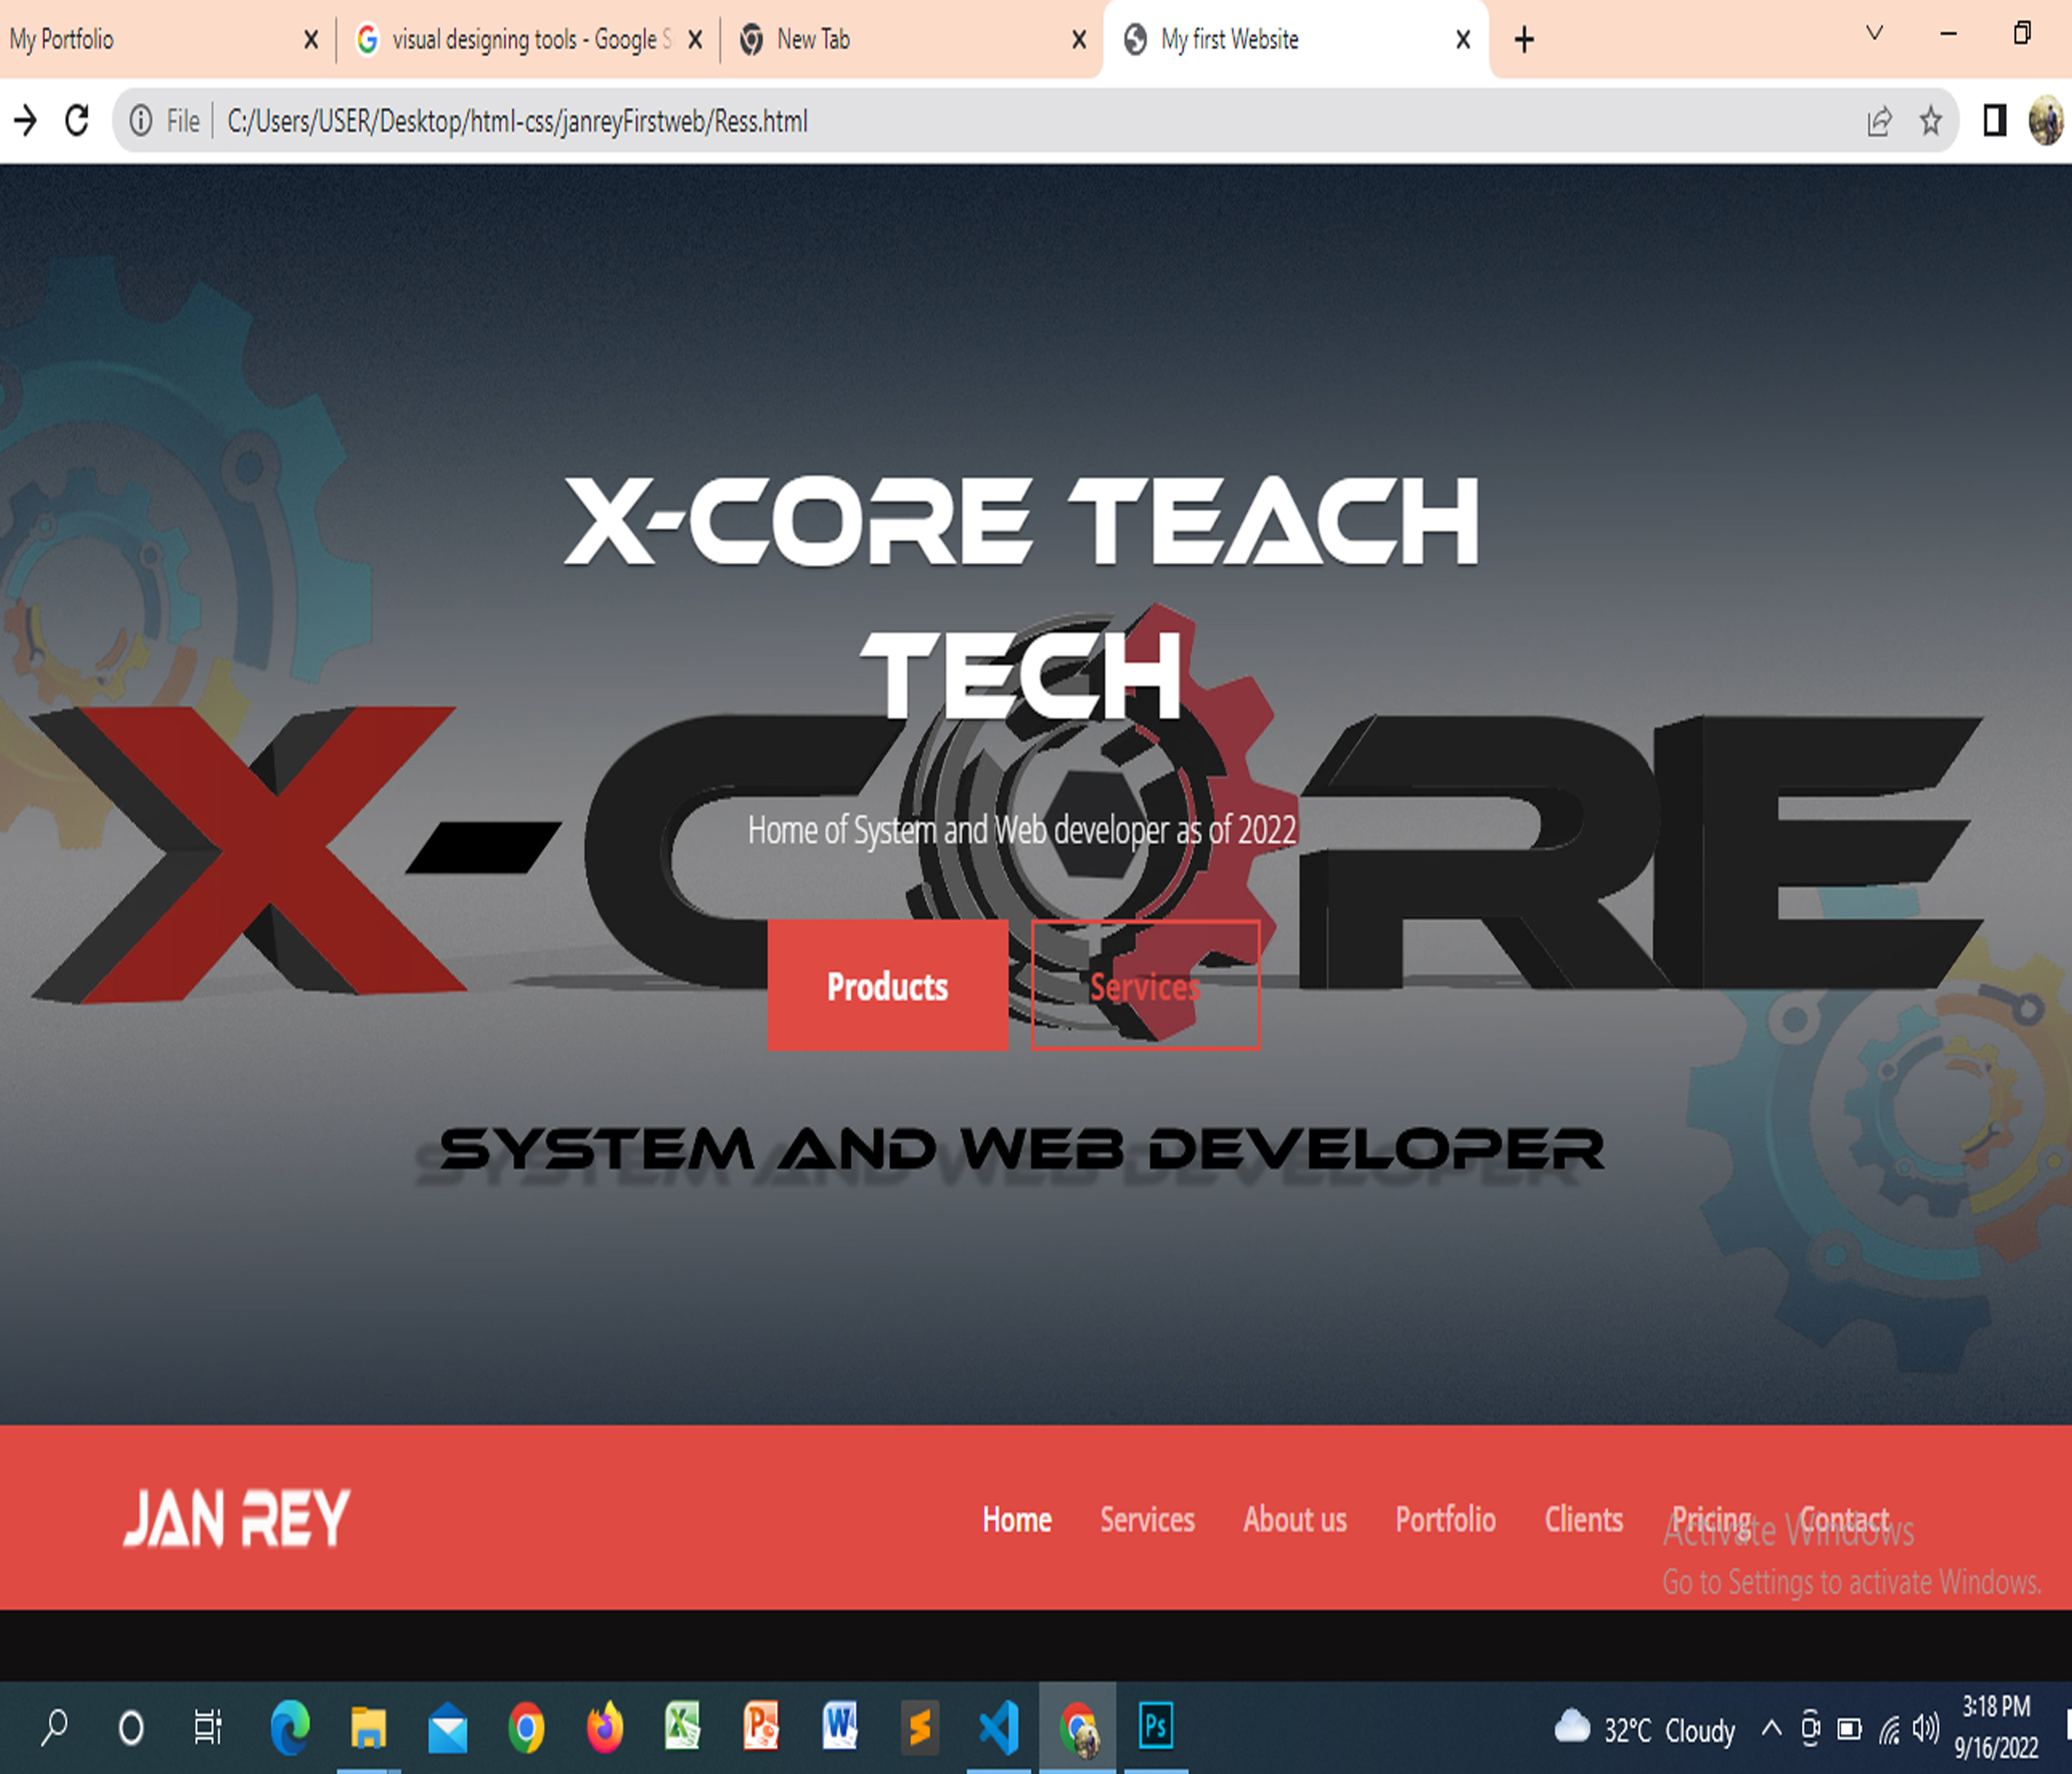 My Portfolio
visual designing tools - Google S
New Tab
My first Website
File
C:/Users/USER/Desktop/html-css/janreyFirstweb/Ress.html
X-CORE TEACH
TECH
X-CORE
Home of System and Web developer as of 2022
Products
Services
SYSTEM AND WEB DEVELOPER
JAN REY
Home Services About us Portfolio Clients Pricing Contact
Activate Windows
Go to Settings to activate Windows.
Ps
32°C Cloudy
3:18 PM
9/16/2022